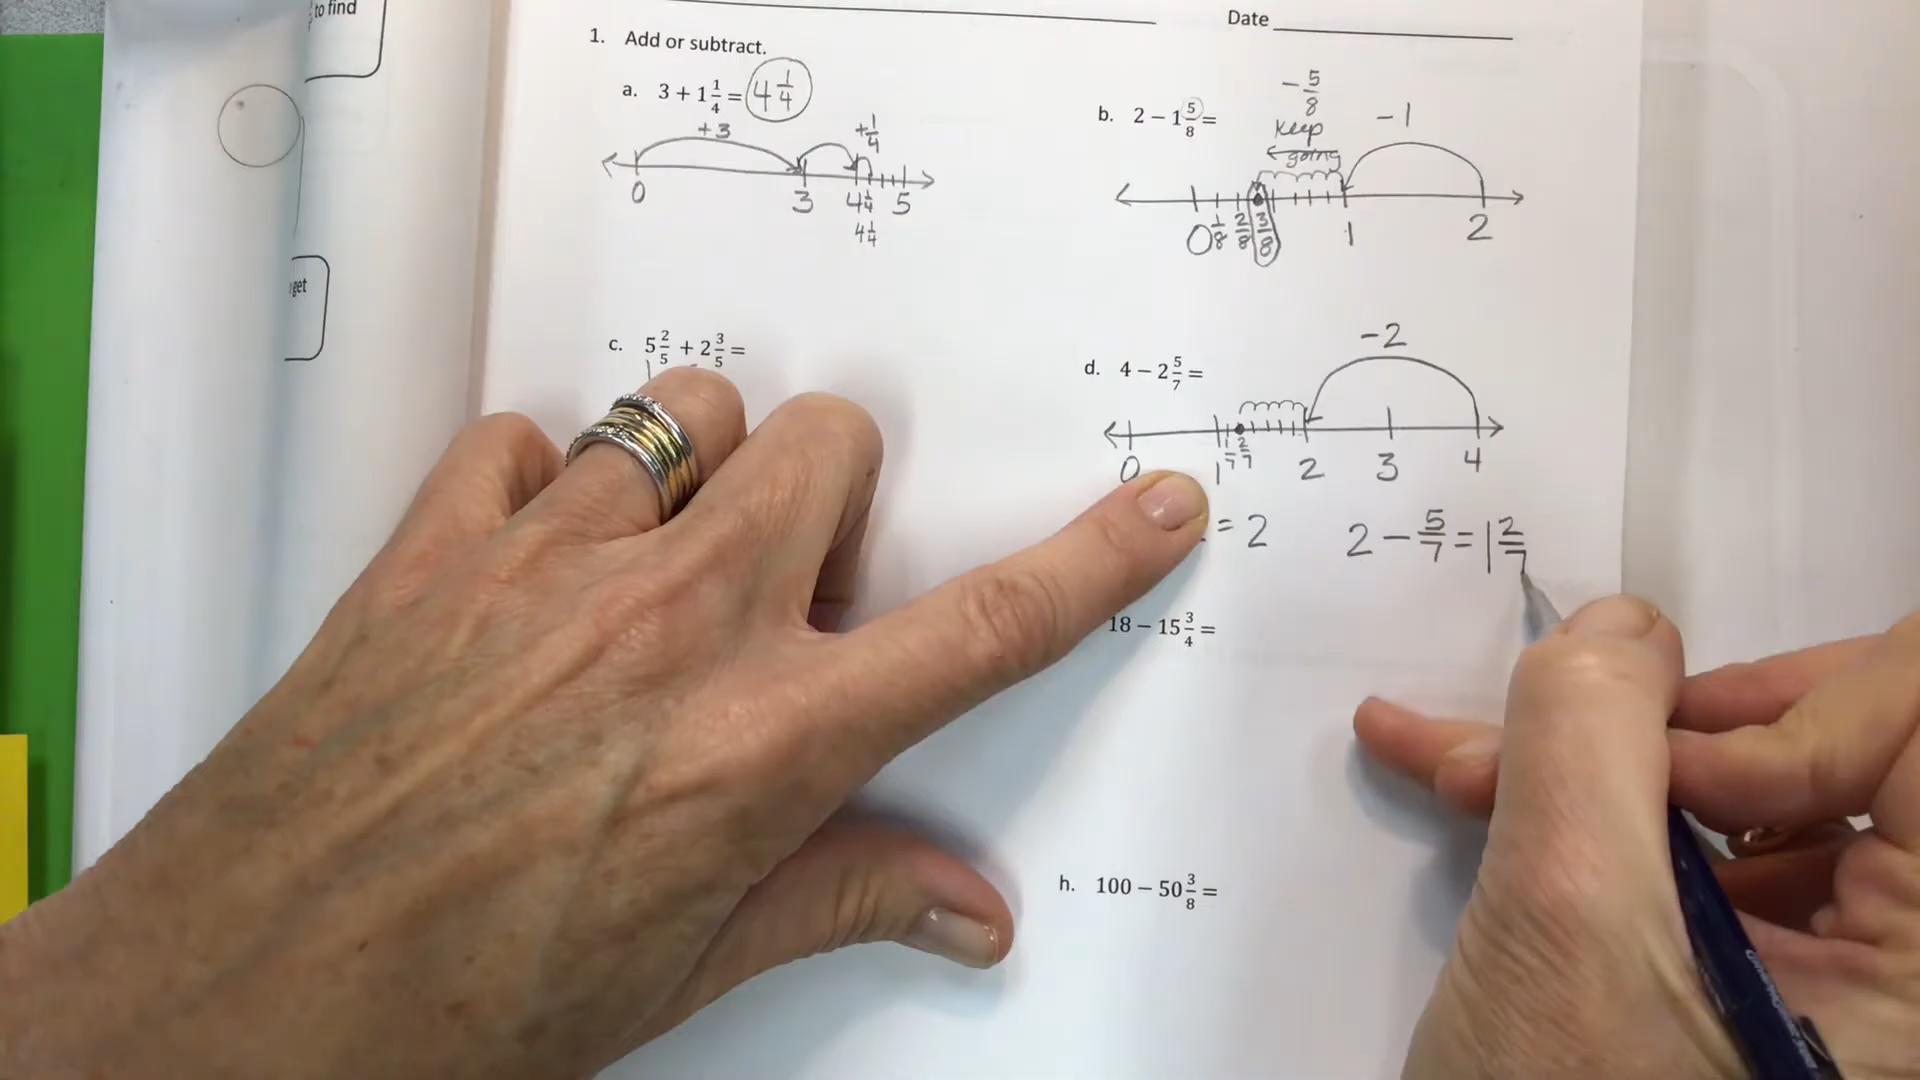 to find
get
Date
1. Add or subtract.
a. 3 + 1 1/4 = 4 1/4
+3
+1/4
0 3 4 1/4 5
4 1/4
b. 2 − 1 5/8 =
− 5/8
keep
going
−1
0 1/8 2/8 3/8 1 2
c. 5 2/5 + 2 3/5 =
d. 4 − 2 5/7 =
−2
0 1 1/7 2/7 2 3 4
= 2
2 − 5/7 = 1 2/7
18 − 15 3/4 =
h. 100 − 50 3/8 =